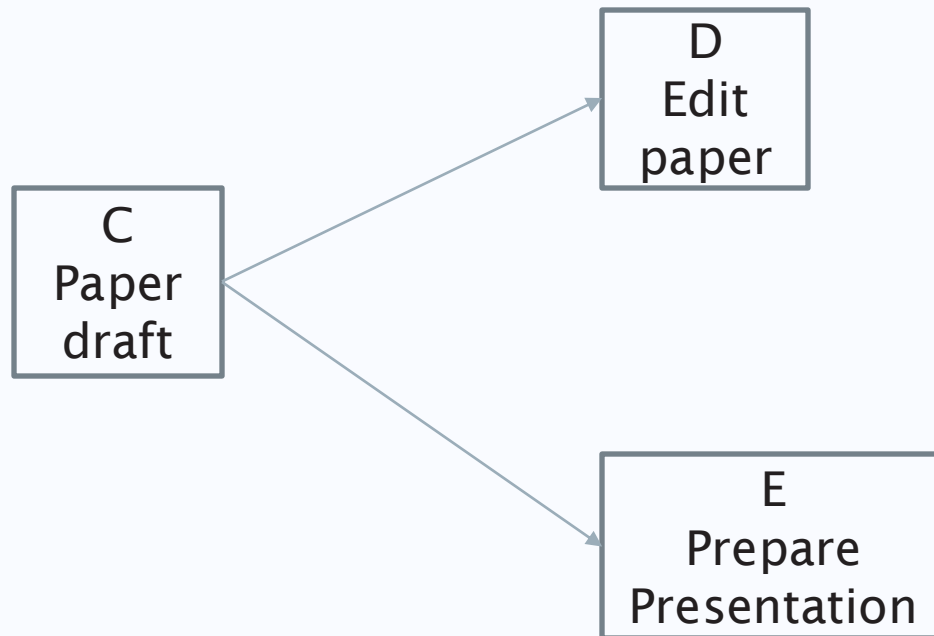 C
Paper
draft
D
Edit
paper
E
Prepare
Presentation